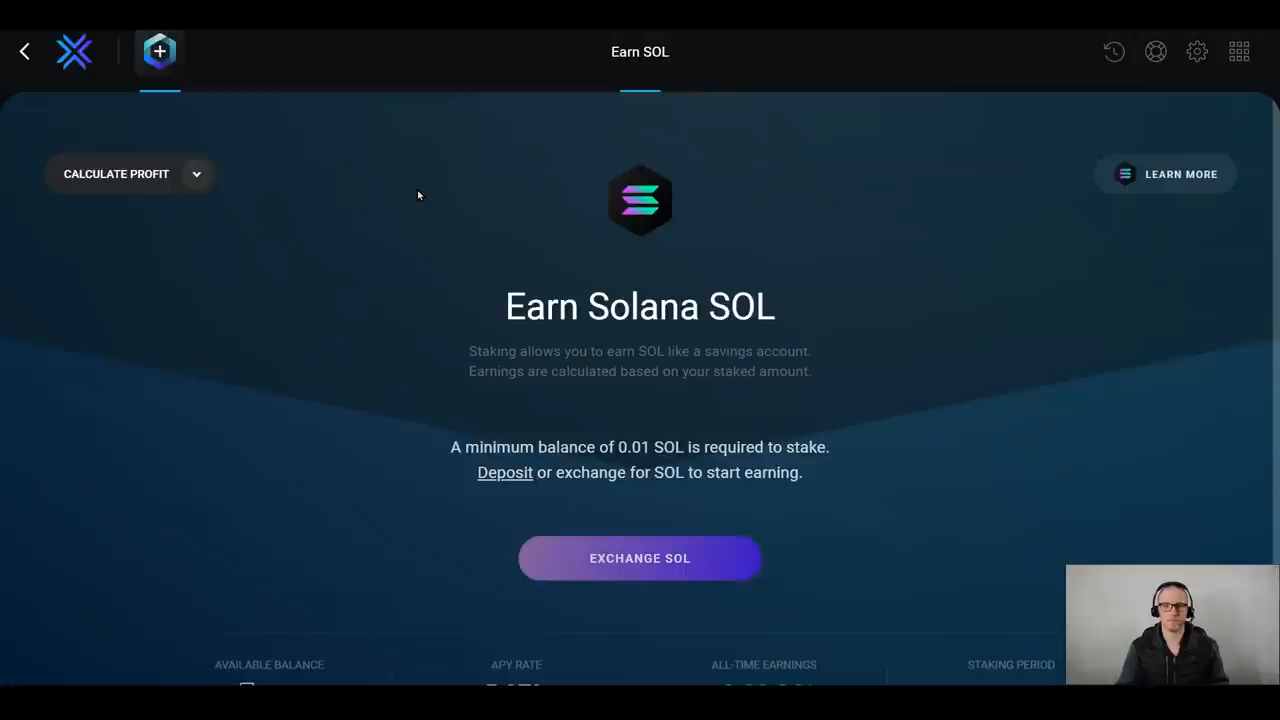 Earn SOL
CALCULATE PROFIT
LEARN MORE
Earn Solana SOL
Staking allows you to earn SOL like a savings account.
Earnings are calculated based on your staked amount.
A minimum balance of 0.01 SOL is required to stake.
Deposit or exchange for SOL to start earning.
EXCHANGE SOL
AVAILABLE BALANCE
APY RATE
ALL-TIME EARNINGS
STAKING PERIOD